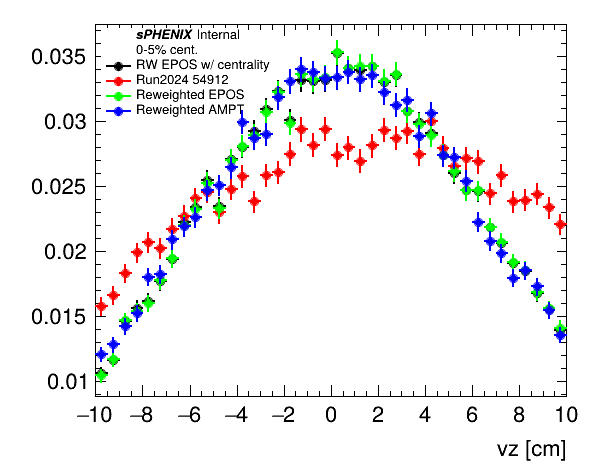 sPHENIX Internal
0-5% cent.
RW EPOS w/ centrality
Run2024 54912
Reweighted EPOS
Reweighted AMPT
0.035
0.03
0.025
0.02
0.015
0.01
−10 −8 −6 −4 −2 0 2 4 6 8 10
vz [cm]